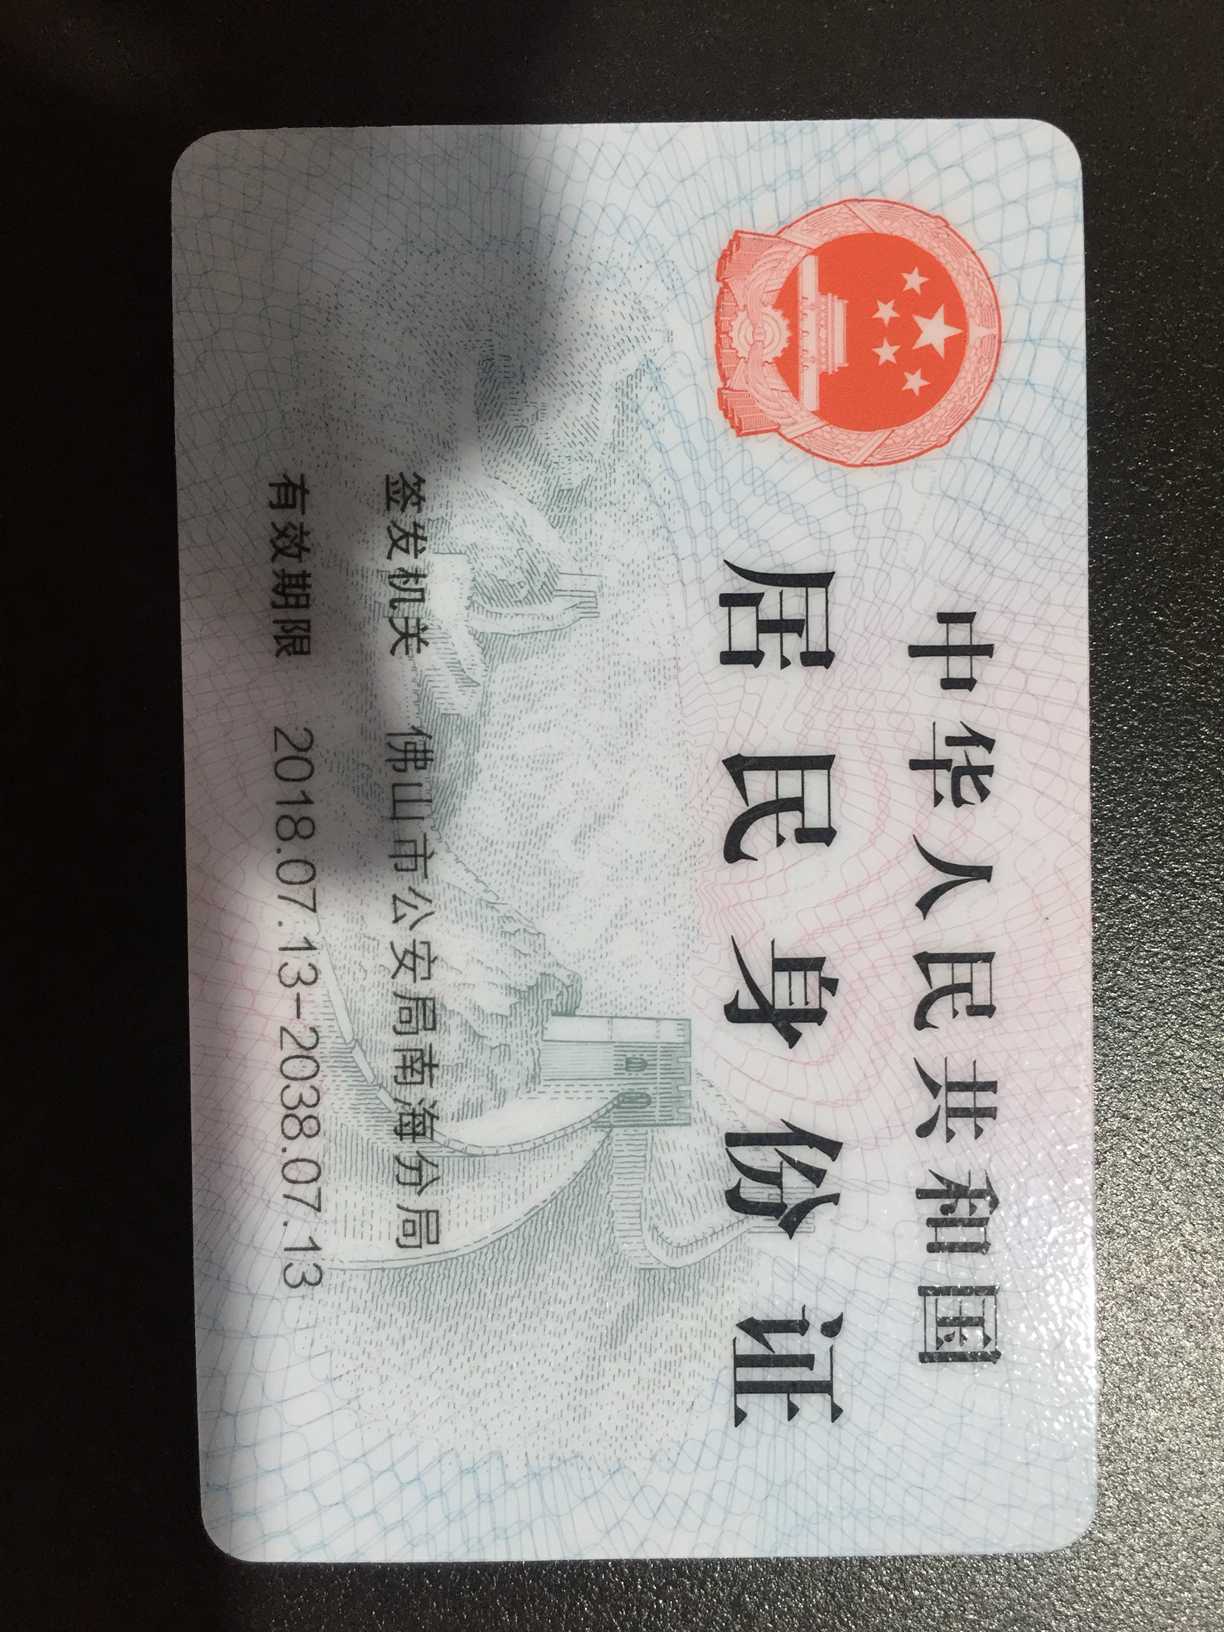 中华人民共和国
居民身份证
签发机关 佛山市公安局南海分局
有效期限 2018.07.13-2038.07.13